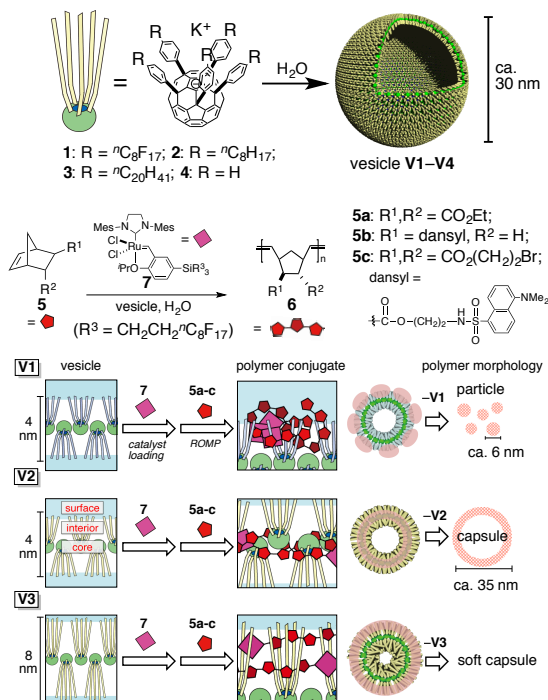 K⁺
R
R
R
R
R
=
H₂O
ca.
30 nm
1: R = ⁿC₈F₁₇; 2: R = ⁿC₈H₁₇;
3: R = ⁿC₂₀H₄₁; 4: R = H
vesicle V1–V4
Mes–N N–Mes
Cl
Cl
Ru
ⁱPrO
SiR³₃
7
=
R¹
R²
5
=
vesicle, H₂O
(R³ = CH₂CH₂ⁿC₈F₁₇)
n
R¹ R²
6
=
5a: R¹,R² = CO₂Et;
5b: R¹ = dansyl, R² = H;
5c: R¹,R² = CO₂(CH₂)₂Br;
dansyl =
C–O–(CH₂)₂–NH–S
O
O
O
NMe₂
V1 vesicle polymer conjugate polymer morphology
4
nm
7
catalyst
loading
5a-c
ROMP
–V1
particle
ca. 6 nm
V2
4
nm
surface
interior
core
7
5a-c
–V2
capsule
ca. 35 nm
V3
8
nm
7
5a-c
–V3
soft capsule